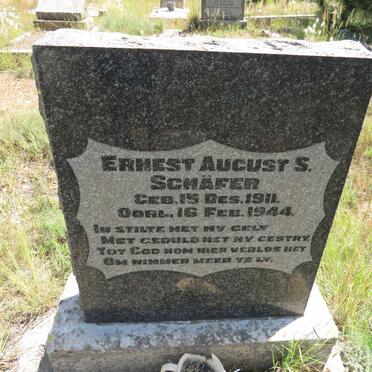 ERNEST AUGUST S.
SCHÄFER
GEB. 15 DES. 1911.
OORL. 16 FEB. 1944.
IN STILTE HET HY GELY
MET GEDULD HET HY GESTRY,
TOT GOD HOM HIER VERLOS HET
OM NIMMER MEER TE LY.